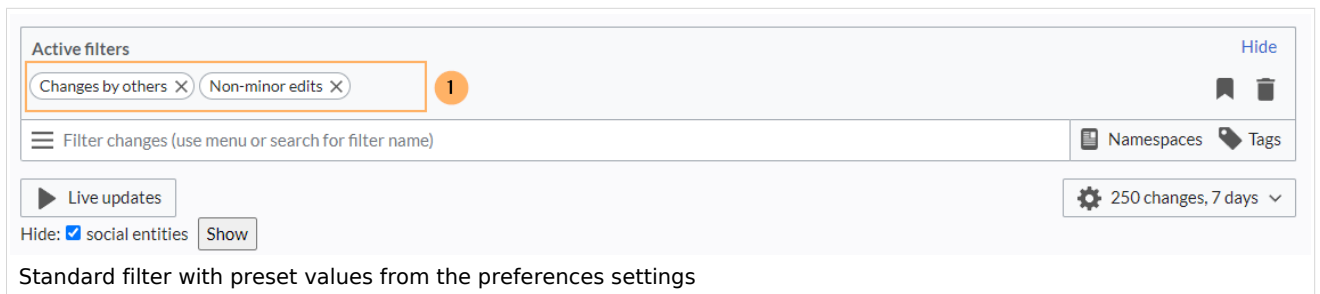 Active filters Hide
Changes by others Non-minor edits 1
Filter changes (use menu or search for filter name) Namespaces Tags
Live updates 250 changes, 7 days
Hide: social entities Show
Standard filter with preset values from the preferences settings